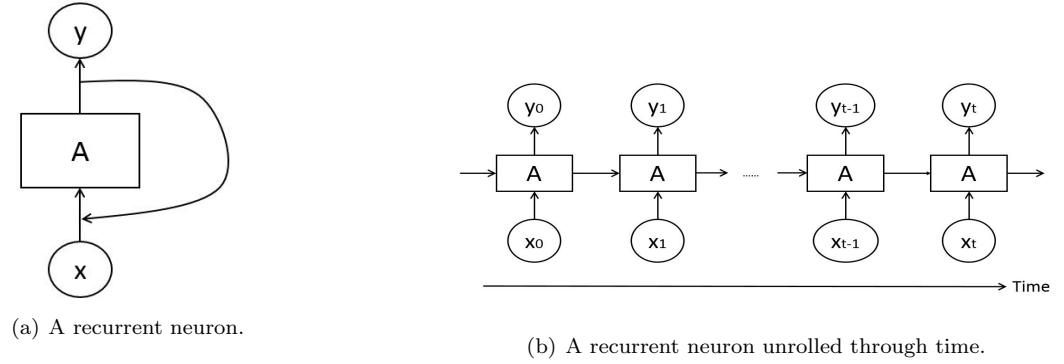 y
A
x
(a) A recurrent neuron.
y0 y1 yt-1 yt
A A ...... A A
x0 x1 xt-1 xt
Time
(b) A recurrent neuron unrolled through time.